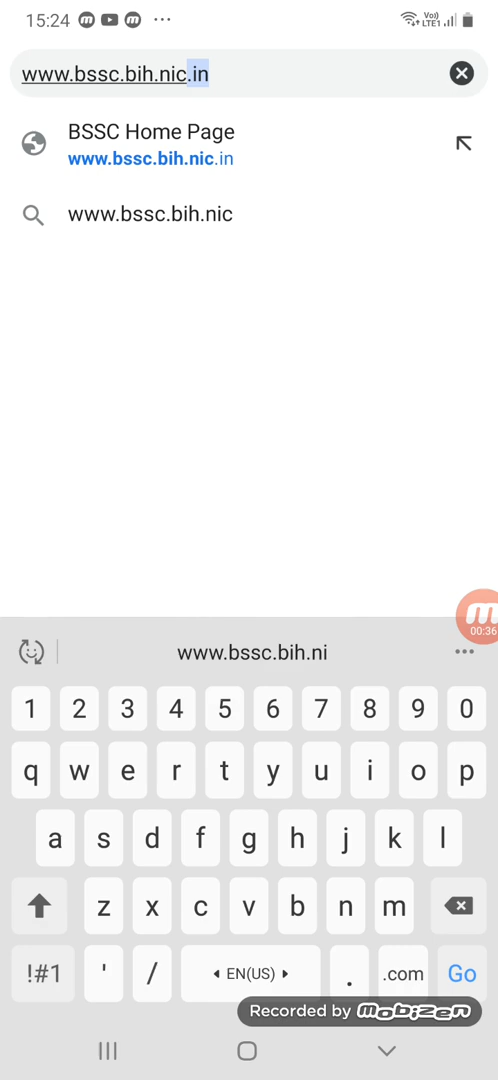 15:24
Vo))
LTE1
www.bssc.bih.nic.in
BSSC Home Page
www.bssc.bih.nic.in
www.bssc.bih.nic
00:36
www.bssc.bih.ni
1 2 3 4 5 6 7 8 9 0
q w e r t y u i o p
a s d f g h j k l
z x c v b n m
!#1 ' / EN(US) . .com Go
Recorded by mobizen